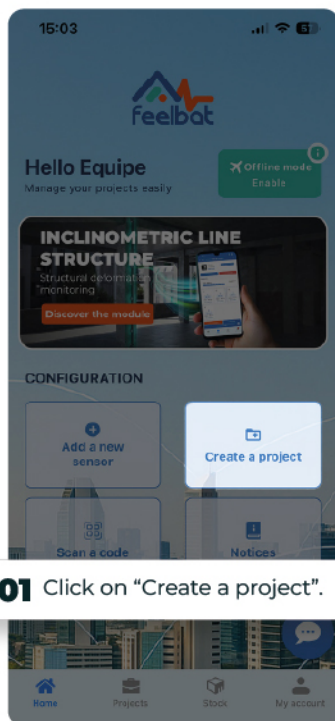 15:03
feelbat
Hello Equipe
Manage your projects easily
Offline mode
Enable
INCLINOMETRIC LINE
STRUCTURE
Structural deformation
monitoring
Discover the module
CONFIGURATION
Add a new
sensor
Create a project
Scan a code
Notices
01 Click on “Create a project”.
Home
Projects
Stock
My account